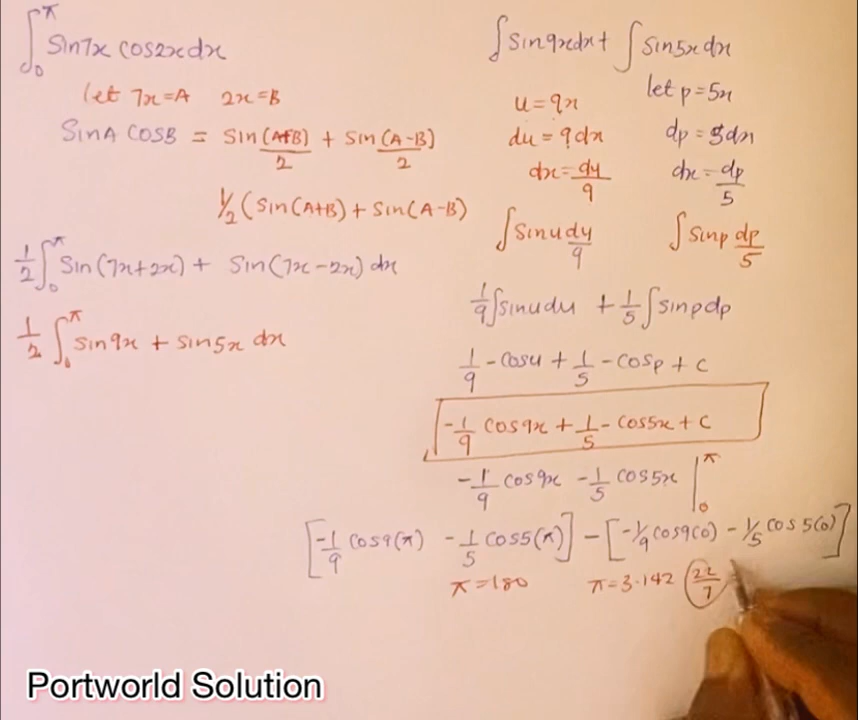 ∫₀^π Sin7x cos2x dx
let 7x=A 2x=B
SinA COSB = Sin(A+B)/2 + Sin(A-B)/2
1/2 (Sin(A+B) + Sin(A-B)
1/2 ∫₀^π Sin(7x+2x) + Sin(7x-2x) dx
1/2 ∫₀^π sin9x + sin5x dx
∫sin9xdx + ∫sin5x dx
u = 9x let p=5x
du = 9dx dp = 5dx
dx = du/9 dx = dp/5
∫sinu du/9 ∫sinp dp/5
1/9 ∫sinudu + 1/5 ∫sinpdp
1/9 -cosu + 1/5 -cosp + c
-1/9 cos9x + 1/5 - cos5x + c
-1/9 cos9x -1/5 cos5x |₀^π
[-1/9 cos9(π) -1/5 cos5(π)] - [-1/9 cos9(0) - 1/5 cos5(0)]
π=180 π=3.142 (22/7)
Portworld Solution